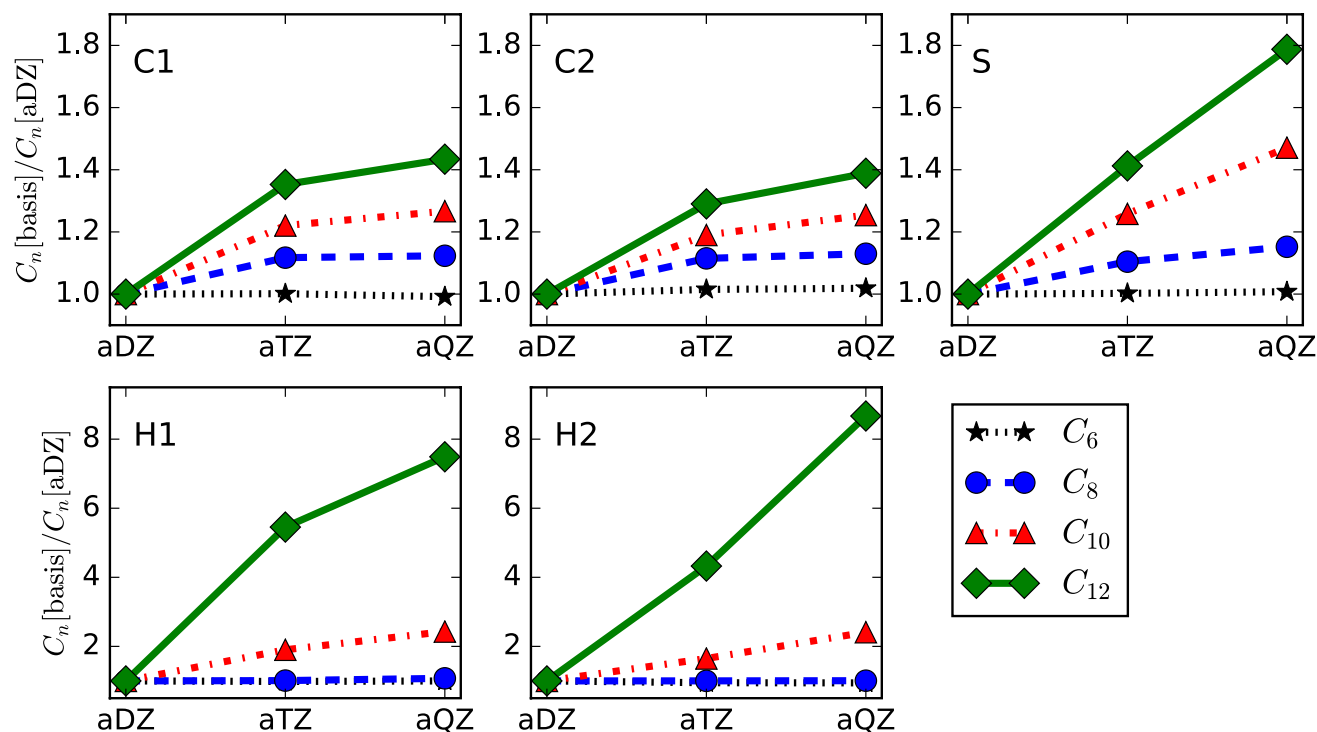 C1
C2
S
1.8
1.6
1.4
1.2
1.0
1.8
1.6
1.4
1.2
1.0
1.8
1.6
1.4
1.2
1.0
C_n[basis]/C_n[aDZ]
aDZ aTZ aQZ
aDZ aTZ aQZ
aDZ aTZ aQZ
H1
H2
8
6
4
2
8
6
4
2
C_n[basis]/C_n[aDZ]
aDZ aTZ aQZ
aDZ aTZ aQZ
C_6
C_8
C_10
C_12